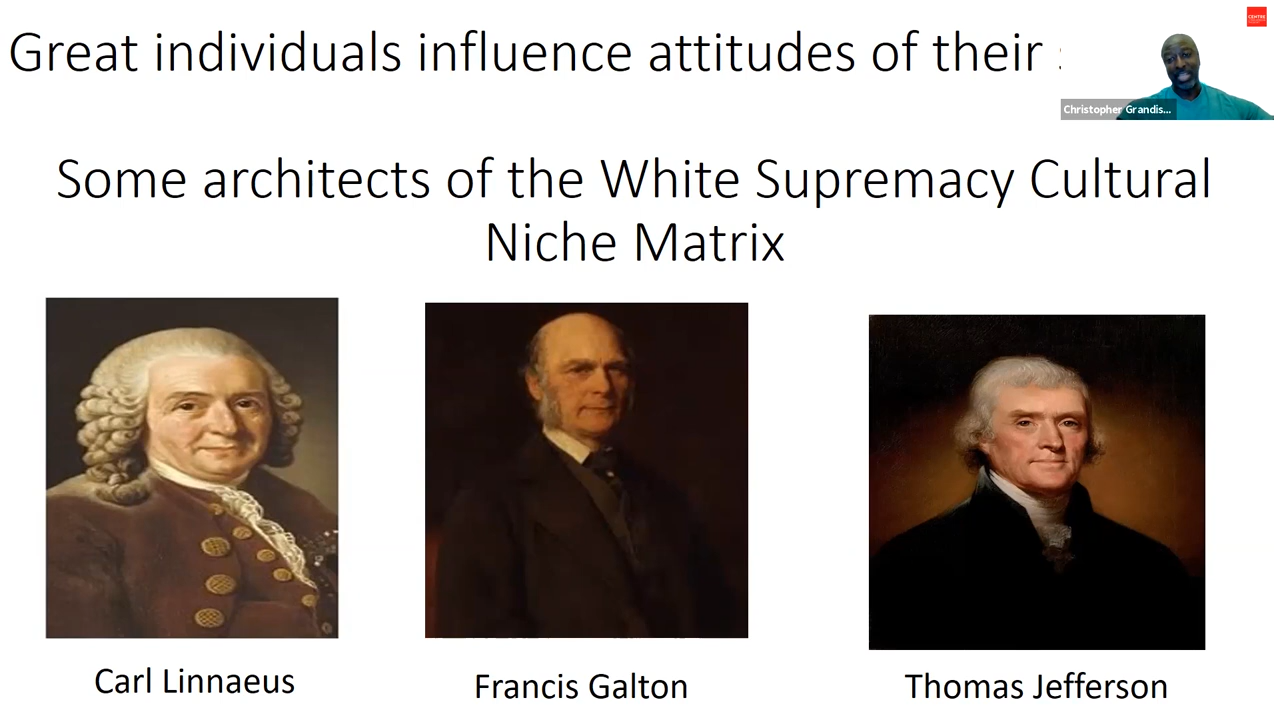 Great individuals influence attitudes of their
CENTRE
Christopher Grandis...
Some architects of the White Supremacy Cultural
Niche Matrix
Carl Linnaeus
Francis Galton
Thomas Jefferson